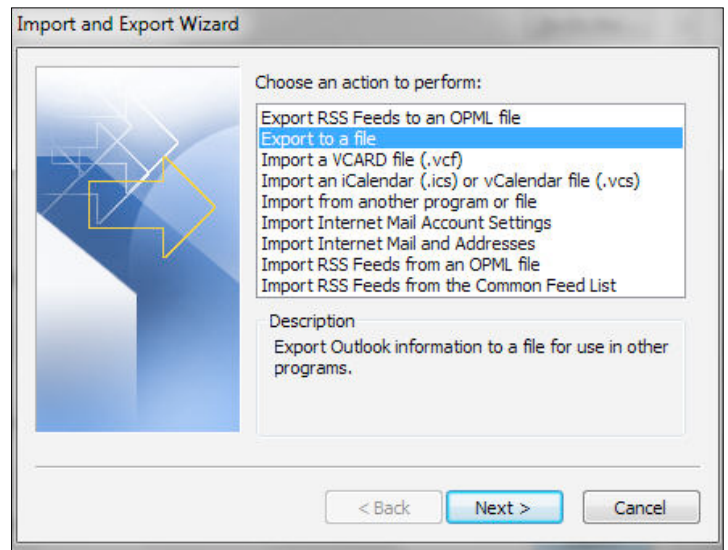 Import and Export Wizard
Choose an action to perform:
Export RSS Feeds to an OPML file
Export to a file
Import a VCARD file (.vcf)
Import an iCalendar (.ics) or vCalendar file (.vcs)
Import from another program or file
Import Internet Mail Account Settings
Import Internet Mail and Addresses
Import RSS Feeds from an OPML file
Import RSS Feeds from the Common Feed List
Description
Export Outlook information to a file for use in other
programs.
< Back Next > Cancel